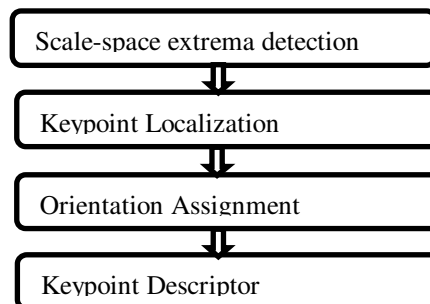 Scale-space extrema detection
Keypoint Localization
Orientation Assignment
Keypoint Descriptor